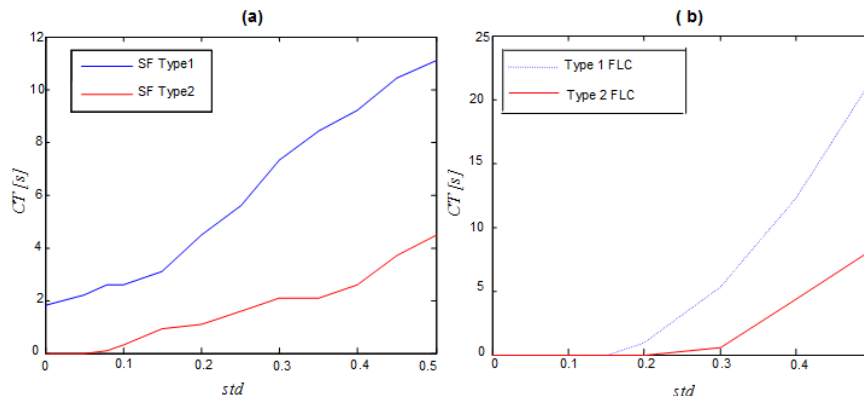 (a)
12
10
8
6
4
2
0
CT [s]
SF Type1
SF Type2
0 0.1 0.2 0.3 0.4 0.5
std
( b)
25
20
15
10
5
0
CT [s]
Type 1 FLC
Type 2 FLC
0 0.1 0.2 0.3 0.4
std